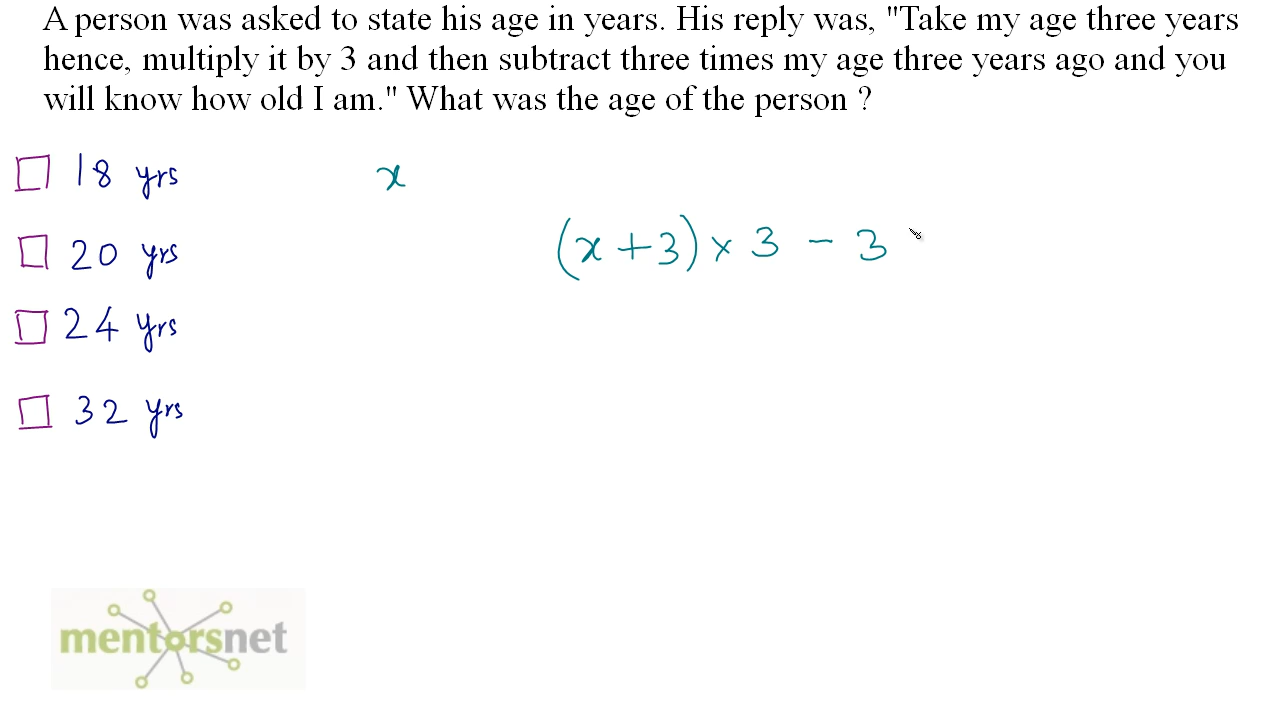 A person was asked to state his age in years. His reply was, "Take my age three years
hence, multiply it by 3 and then subtract three times my age three years ago and you
will know how old I am." What was the age of the person ?
18 yrs
x
(x + 3) × 3 − 3
20 yrs
24 yrs
32 yrs
mentorsnet